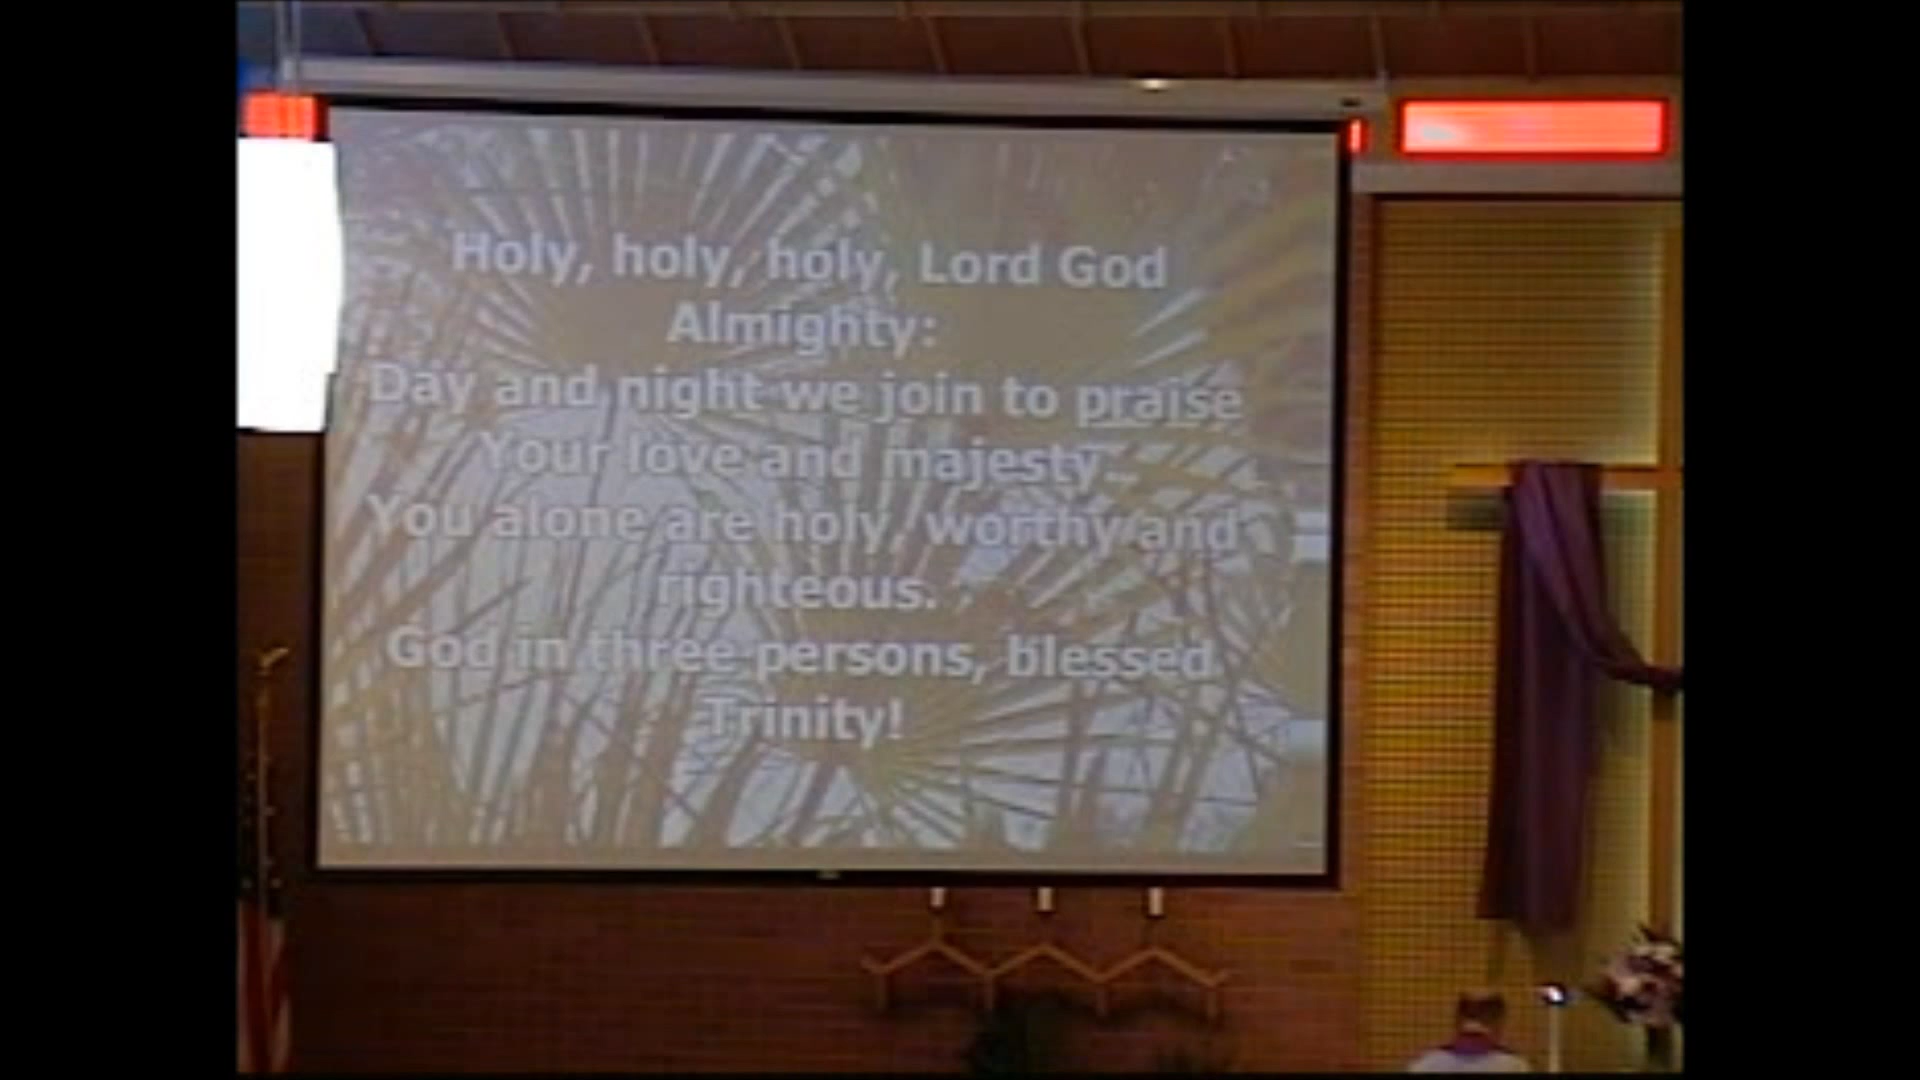 Holy, holy, holy, Lord God
Almighty:
Day and night we join to praise
Your love and majesty.
You alone are holy, worthy and
righteous.
God in three persons, blessed
Trinity!